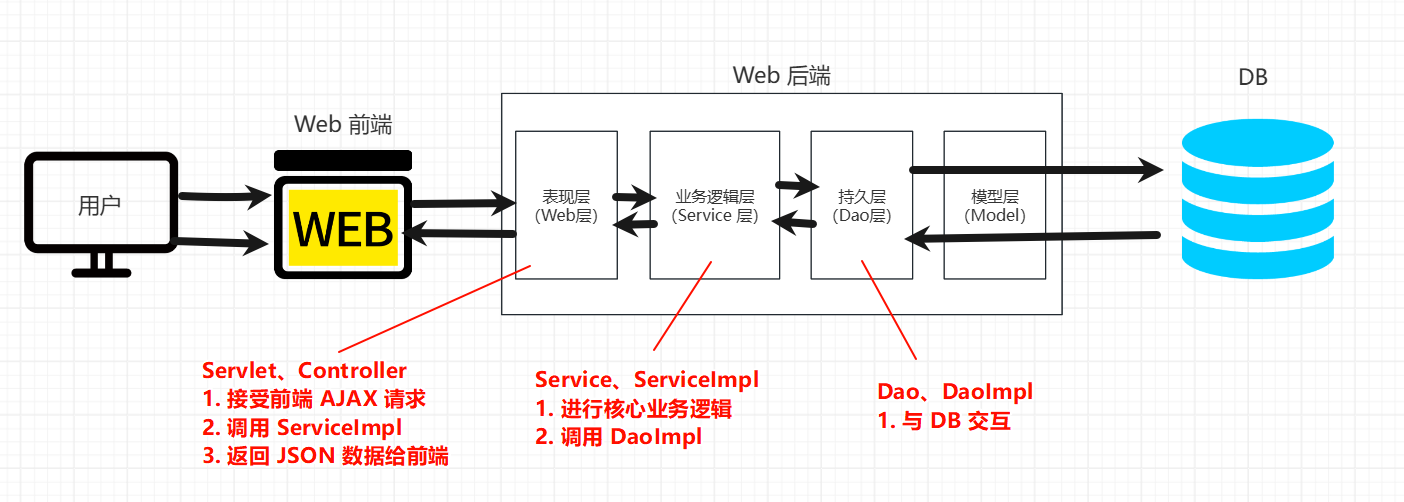 Web 后端
DB
Web 前端
用户
WEB
表现层
(Web层)
业务逻辑层
(Service 层)
持久层
(Dao层)
模型层
(Model)
Servlet、Controller
1. 接受前端 AJAX 请求
2. 调用 ServiceImpl
3. 返回 JSON 数据给前端
Service、ServiceImpl
1. 进行核心业务逻辑
2. 调用 DaoImpl
Dao、DaoImpl
1. 与 DB 交互